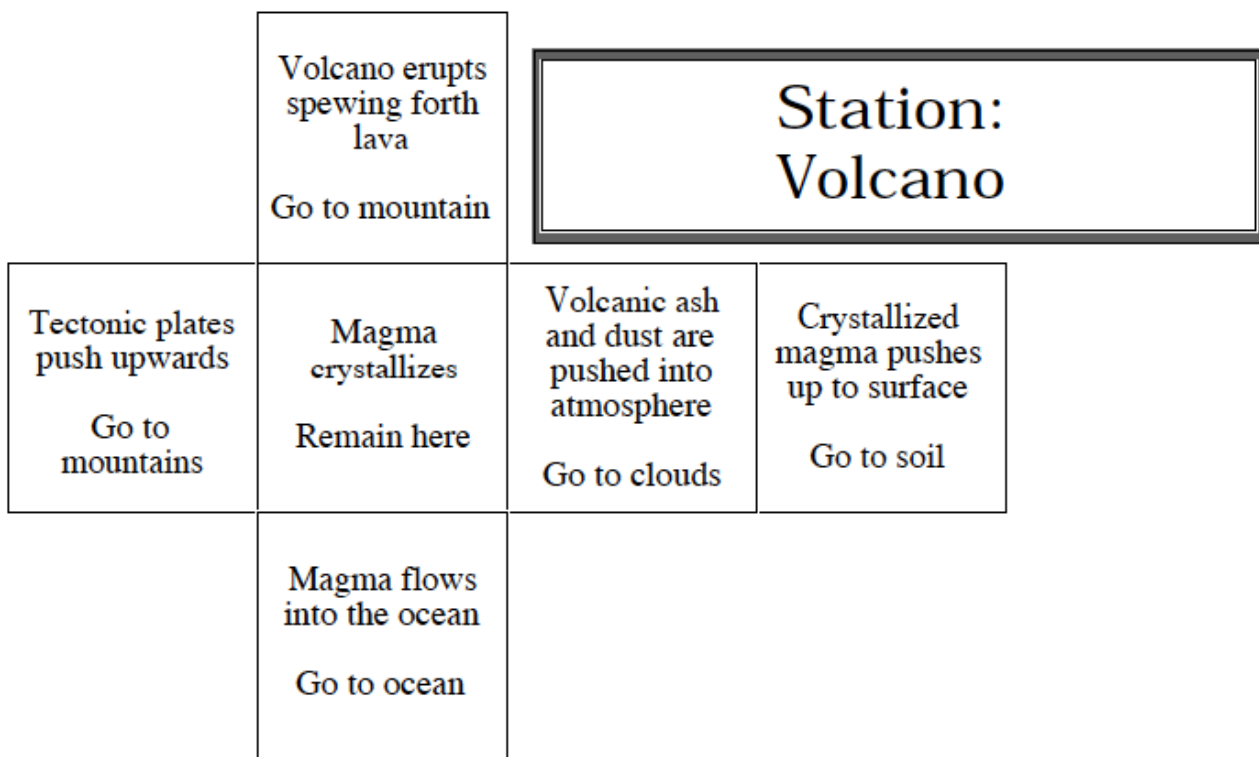 Volcano erupts
spewing forth
lava
Go to mountain
Station:
Volcano
Tectonic plates
push upwards
Go to
mountains
Magma
crystallizes
Remain here
Volcanic ash
and dust are
pushed into
atmosphere
Go to clouds
Crystallized
magma pushes
up to surface
Go to soil
Magma flows
into the ocean
Go to ocean